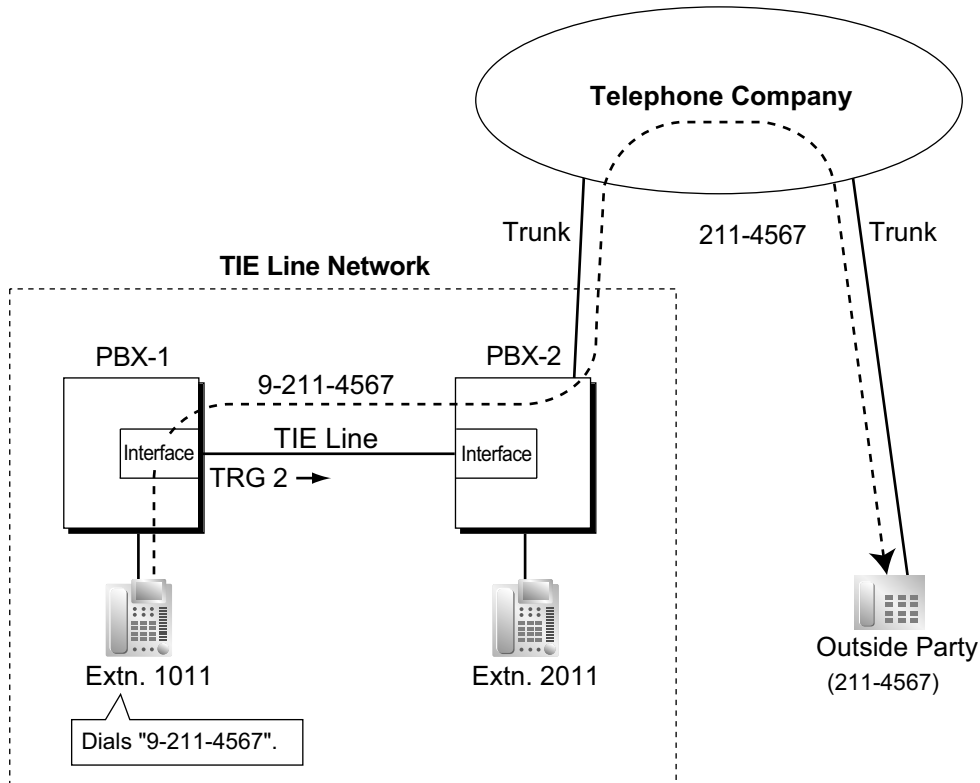 Telephone Company
Trunk
211-4567
Trunk
TIE Line Network
PBX-1
PBX-2
9-211-4567
Interface
TIE Line
Interface
TRG 2 →
Extn. 1011
Extn. 2011
Outside Party
(211-4567)
Dials "9-211-4567".